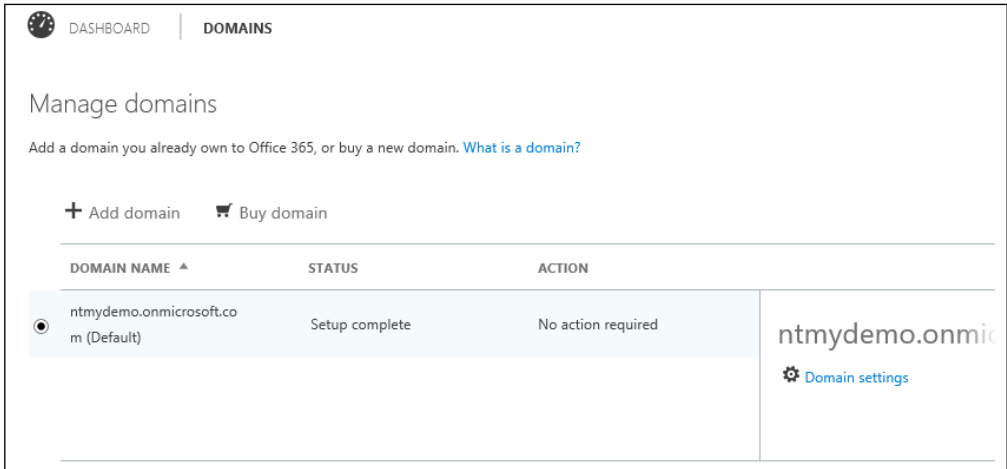 DASHBOARD DOMAINS
Manage domains
Add a domain you already own to Office 365, or buy a new domain. What is a domain?
Add domain Buy domain
DOMAIN NAME STATUS ACTION
ntmydemo.onmicrosoft.co
m (Default)
Setup complete
No action required
ntmydemo.onmic
Domain settings